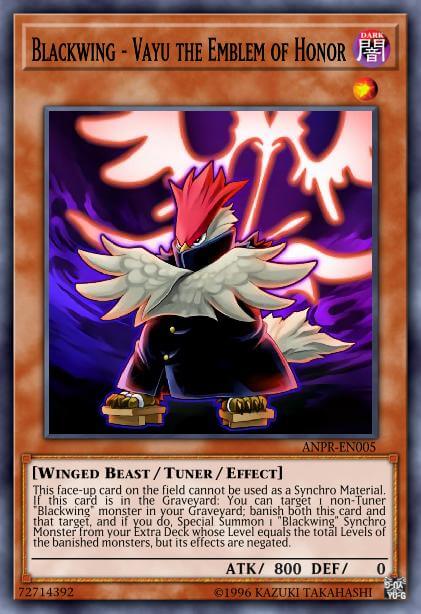 Blackwing - Vayu the Emblem of Honor
DARK
闇
ANPR-EN005
[Winged Beast / Tuner / Effect]
This face-up card on the field cannot be used as a Synchro Material.
If this card is in the Graveyard: You can target 1 non-Tuner
"Blackwing" monster in your Graveyard; banish both this card and
that target, and if you do, Special Summon 1 "Blackwing" Synchro
Monster from your Extra Deck whose Level equals the total Levels of
the banished monsters, but its effects are negated.
ATK/ 800 DEF/ 0
72714392
©1996 KAZUKI TAKAHASHI